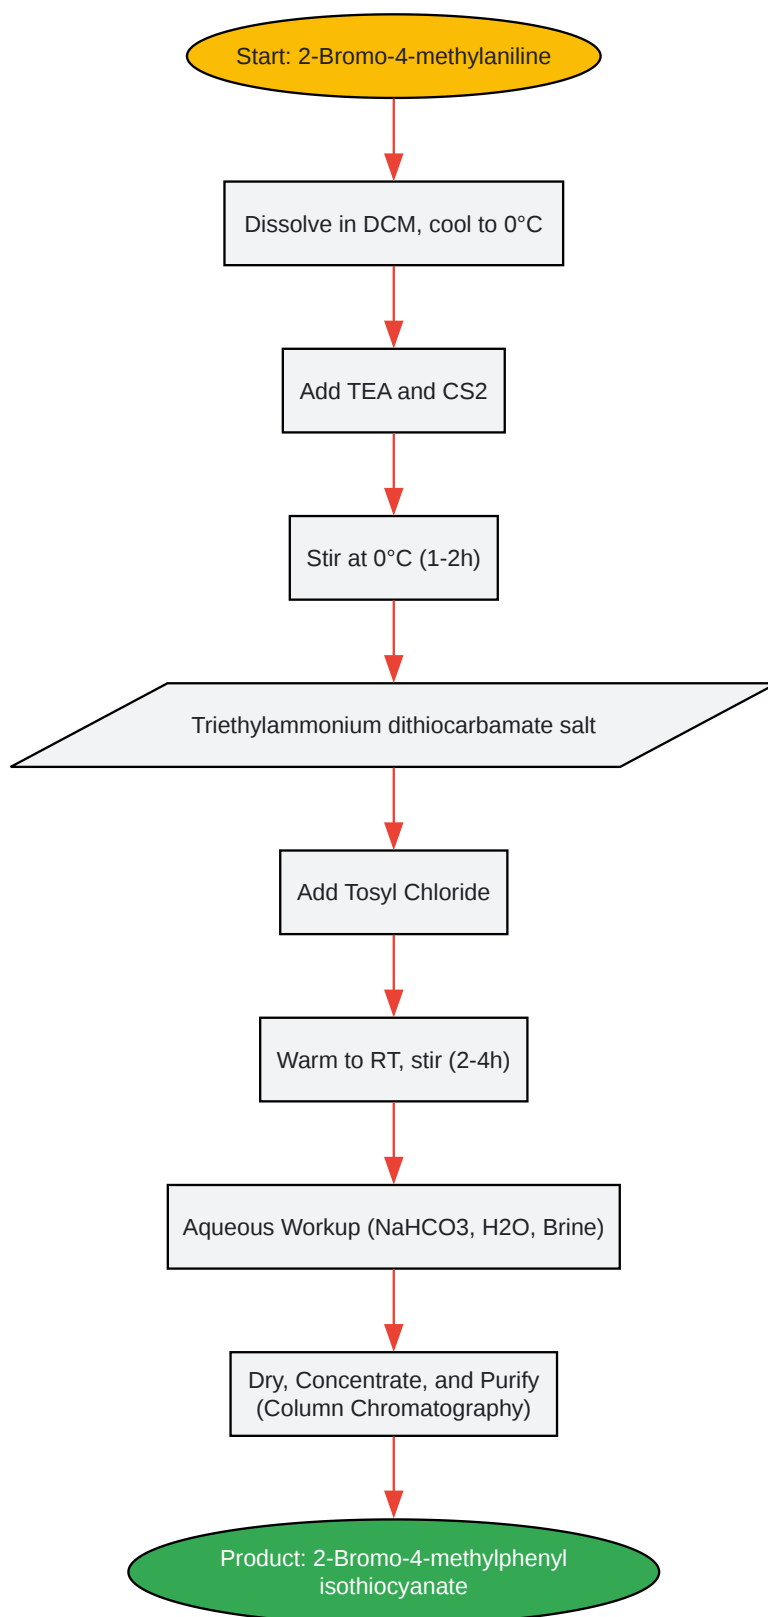 Start: 2-Bromo-4-methylaniline
Dissolve in DCM, cool to 0°C
Add TEA and CS2
Stir at 0°C (1-2h)
Triethylammonium dithiocarbamate salt
Add Tosyl Chloride
Warm to RT, stir (2-4h)
Aqueous Workup (NaHCO3, H2O, Brine)
Dry, Concentrate, and Purify
(Column Chromatography)
Product: 2-Bromo-4-methylphenyl
isothiocyanate